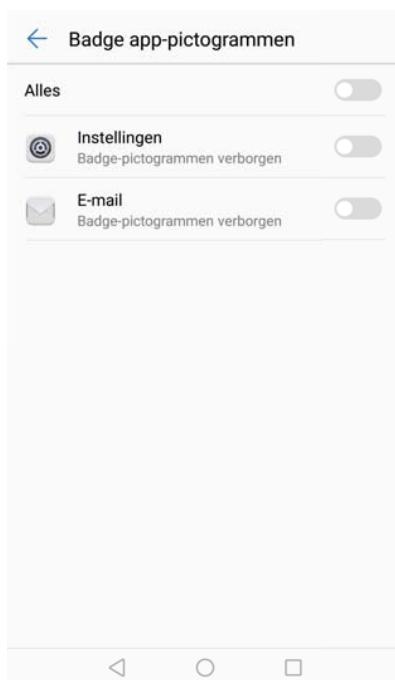 Badge app-pictogrammen
Alles
Instellingen
Badge-pictogrammen verborgen
E-mail
Badge-pictogrammen verborgen